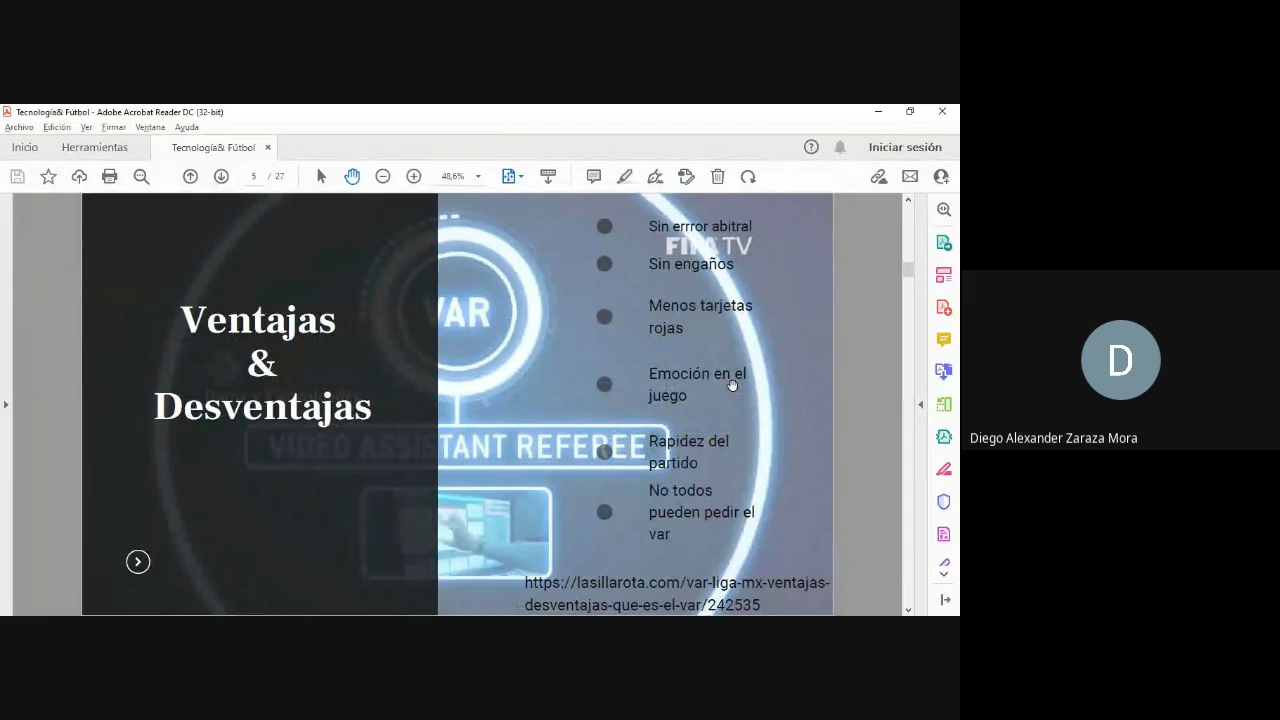 Tecnología& Fútbol - Adobe Acrobat Reader DC (32-bit)
Archivo Edición Ver Firmar Ventana Ayuda
Inicio Herramientas Tecnología& Fútbol × Iniciar sesión
5 / 27 48,6%
Ventajas
&
Desventajas
VAR
VIDEO ASSISTANT REFEREE
FIFA TV
Sin errror abitral
Sin engaños
Menos tarjetas
rojas
Emoción en el
juego
Rapidez del
partido
No todos
pueden pedir el
var
https://lasillarota.com/var-liga-mx-ventajas-
desventajas-que-es-el-var/242535
D
Diego Alexander Zaraza Mora